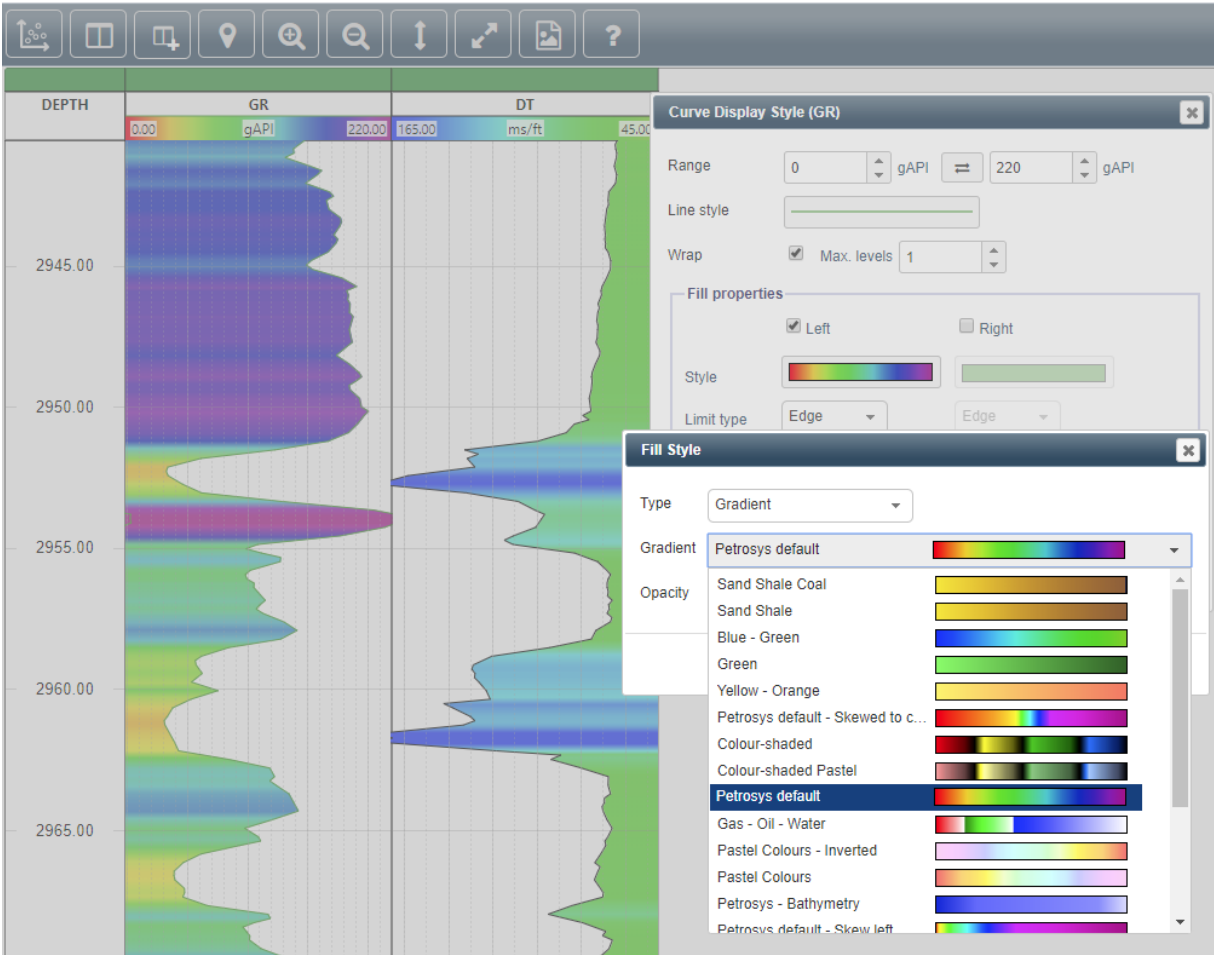 ?
DEPTH GR DT
0.00 gAPI 220.00 165.00 ms/ft 45.00
2945.00
2950.00
2955.00
2960.00
2965.00
Curve Display Style (GR)
Range 0 gAPI 220 gAPI
Line style
Wrap Max. levels 1
Fill properties
Left Right
Style
Limit type Edge Edge
Fill Style
Type Gradient
Gradient Petrosys default
Opacity
Sand Shale Coal
Sand Shale
Blue - Green
Green
Yellow - Orange
Petrosys default - Skewed to c...
Colour-shaded
Colour-shaded Pastel
Petrosys default
Gas - Oil - Water
Pastel Colours - Inverted
Pastel Colours
Petrosys - Bathymetry
Petrosys default - Skew left